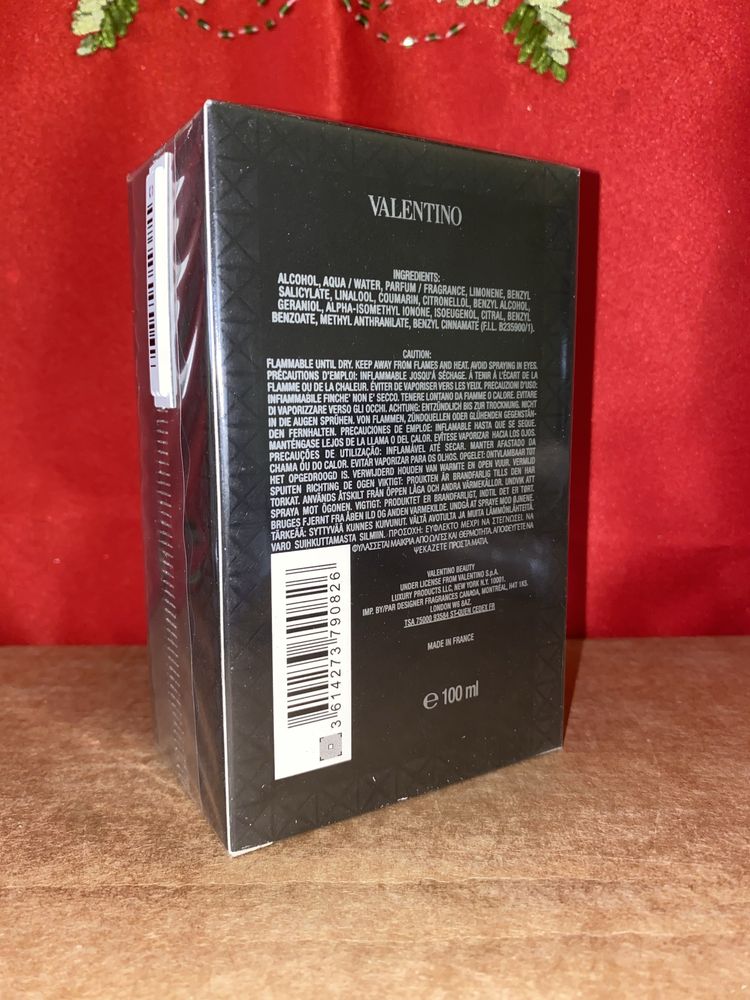 VALENTINO
INGREDIENTS:
ALCOHOL, AQUA / WATER, PARFUM / FRAGRANCE, LIMONENE, BENZYL
SALICYLATE, LINALOOL, COUMARIN, CITRONELLOL, BENZYL ALCOHOL,
GERANIOL, ALPHA-ISOMETHYL IONONE, ISOEUGENOL, CITRAL, BENZYL
BENZOATE, METHYL ANTHRANILATE, BENZYL CINNAMATE (F.I.L. B235900/1).
CAUTION:
FLAMMABLE UNTIL DRY. KEEP AWAY FROM FLAMES AND HEAT. AVOID SPRAYING IN EYES.
PRÉCAUTIONS D'EMPLOI: INFLAMMABLE JUSQU'À SÉCHAGE. À TENIR À L'ÉCART DE LA
FLAMME OU DE LA CHALEUR. ÉVITER DE VAPORISER VERS LES YEUX. PRECAUZIONI D'USO:
INFIAMMABILE FINCHE' NON E' SECCO. TENERE LONTANO DA FIAMME O CALORE. EVITARE
DI VAPORIZZARE VERSO GLI OCCHI. ACHTUNG: ENTZÜNDLICH BIS ZUR TROCKNUNG. NICHT
IN DIE AUGEN SPRÜHEN. VON FLAMMEN, ZÜNDQUELLEN ODER GLÜHENDEN GEGENSTÄN-
DEN FERNHALTEN. PRECAUCIONES DE EMPLOE: INFLAMABLE HASTA QUE SE SEQUE.
MANTÉNGASE LEJOS DE LA LLAMA O DEL CALOR. EVÍTESE VAPORIZAR HACIA LOS OJOS.
PRECAUÇÕES DE UTILIZAÇÃO: INFLAMÁVEL ATÉ SECAR. MANTER AFASTADO DA
CHAMA OU DO CALOR. EVITAR VAPORIZAR PARA OS OLHOS. OPGELET: ONTVLAMBAAR TOT
HET OPGEDROOGD IS. VERWIJDERD HOUDEN VAN WARMTE EN OPEN VUUR. VERMIJD
SPUITEN RICHTING DE OGEN VIKTIGT: PRODUKTEN ÄR BRANDFARLIG TILLS DEN HAR
TORKAT. ANVÄNDS ÅTSKILT FRÅN ÖPPEN LÅGA OCH ANDRA VÄRMEKÄLLOR. UNDVIK ATT
SPRAYA MOT ÖGONEN. VIGTIGT: PRODUKTET ER BRANDFARLIGT, INDTIL DET ER TØRT
BRUGES FJERNT FRA ÅBEN ILD OG ANDEN VARMEKILDE. UNDGÅ AT SPRAY MOD ØJNENE.
TÄRKEÄÄ: SYTTYVÄÄ KUNNES KUIVUNUT. VÄLTÄ AVOTULTA JA MUUTA LÄMMÖNLÄHTEITÄ.
VARO SUIHKUTTAMASTA SILMIIN. ΠΡΟΣΟΧΗ: ΕΥΦΛΕΚΤΟ ΜΕΧΡΙ ΝΑ ΣΤΕΓΝΩΣΕΙ: ΝΑ
ΦΥΛΑΣΣΕΤΑΙ ΜΑΚΡΙΑ ΑΠΟ ΦΛΟΓΕΣ ΚΑΙ ΘΕΡΜΟΤΗΤΑ. ΑΠΟΦΕΥΓΕΤΕ ΝΑ
ΨΕΚΑΖΕΤΕ ΠΡΟΣ ΤΑ ΜΑΤΙΑ.
VALENTINO BEAUTY
UNDER LICENSE FROM VALENTINO S.p.A.
LUXURY PRODUCTS LLC, NEW YORK N.Y. 10001.
IMP. BY/PAR DESIGNER FRAGRANCES CANADA, MONTRÉAL, H4T 1K5.
LONDON W6 8AZ.
TSA 75000 93584 ST-OUEN CEDEX FR
MADE IN FRANCE
e 100 ml
3 614273 790826